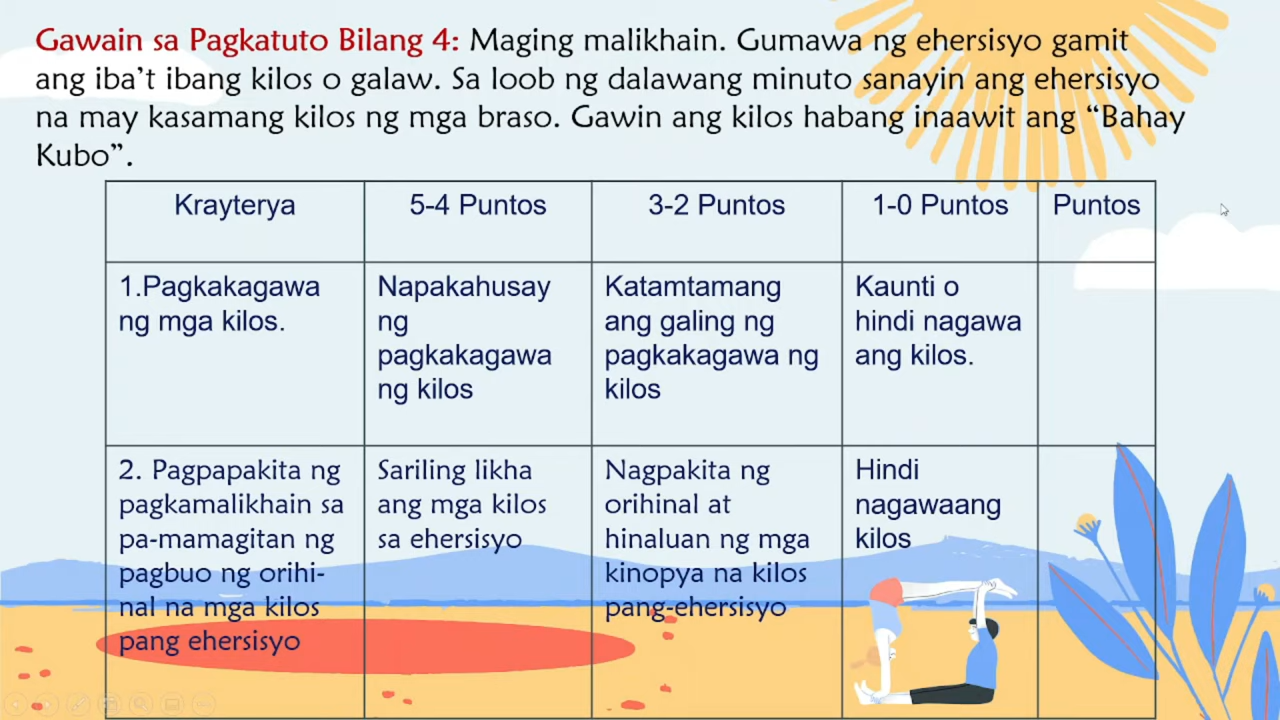 Gawain sa Pagkatuto Bilang 4: Maging malikhain. Gumawa ng ehersisyo gamit
ang iba't ibang kilos o galaw. Sa loob ng dalawang minuto sanayin ang ehersisyo
na may kasamang kilos ng mga braso. Gawin ang kilos habang inaawit ang “Bahay
Kubo”.
Krayterya
5-4 Puntos
3-2 Puntos
1-0 Puntos
Puntos
1.Pagkakagawa
ng mga kilos.
Napakahusay
ng
pagkakagawa
ng kilos
Katamtamang
ang galing ng
pagkakagawa ng
kilos
Kaunti o
hindi nagawa
ang kilos.
2. Pagpapakita ng
pagkamalikhain sa
pa-mamagitan ng
pagbuo ng orihi-
nal na mga kilos
pang ehersisyo
Sariling likha
ang mga kilos
sa ehersisyo
Nagpakita ng
orihinal at
hinaluan ng mga
kinopya na kilos
pang-ehersisyo
Hindi
nagawaang
kilos